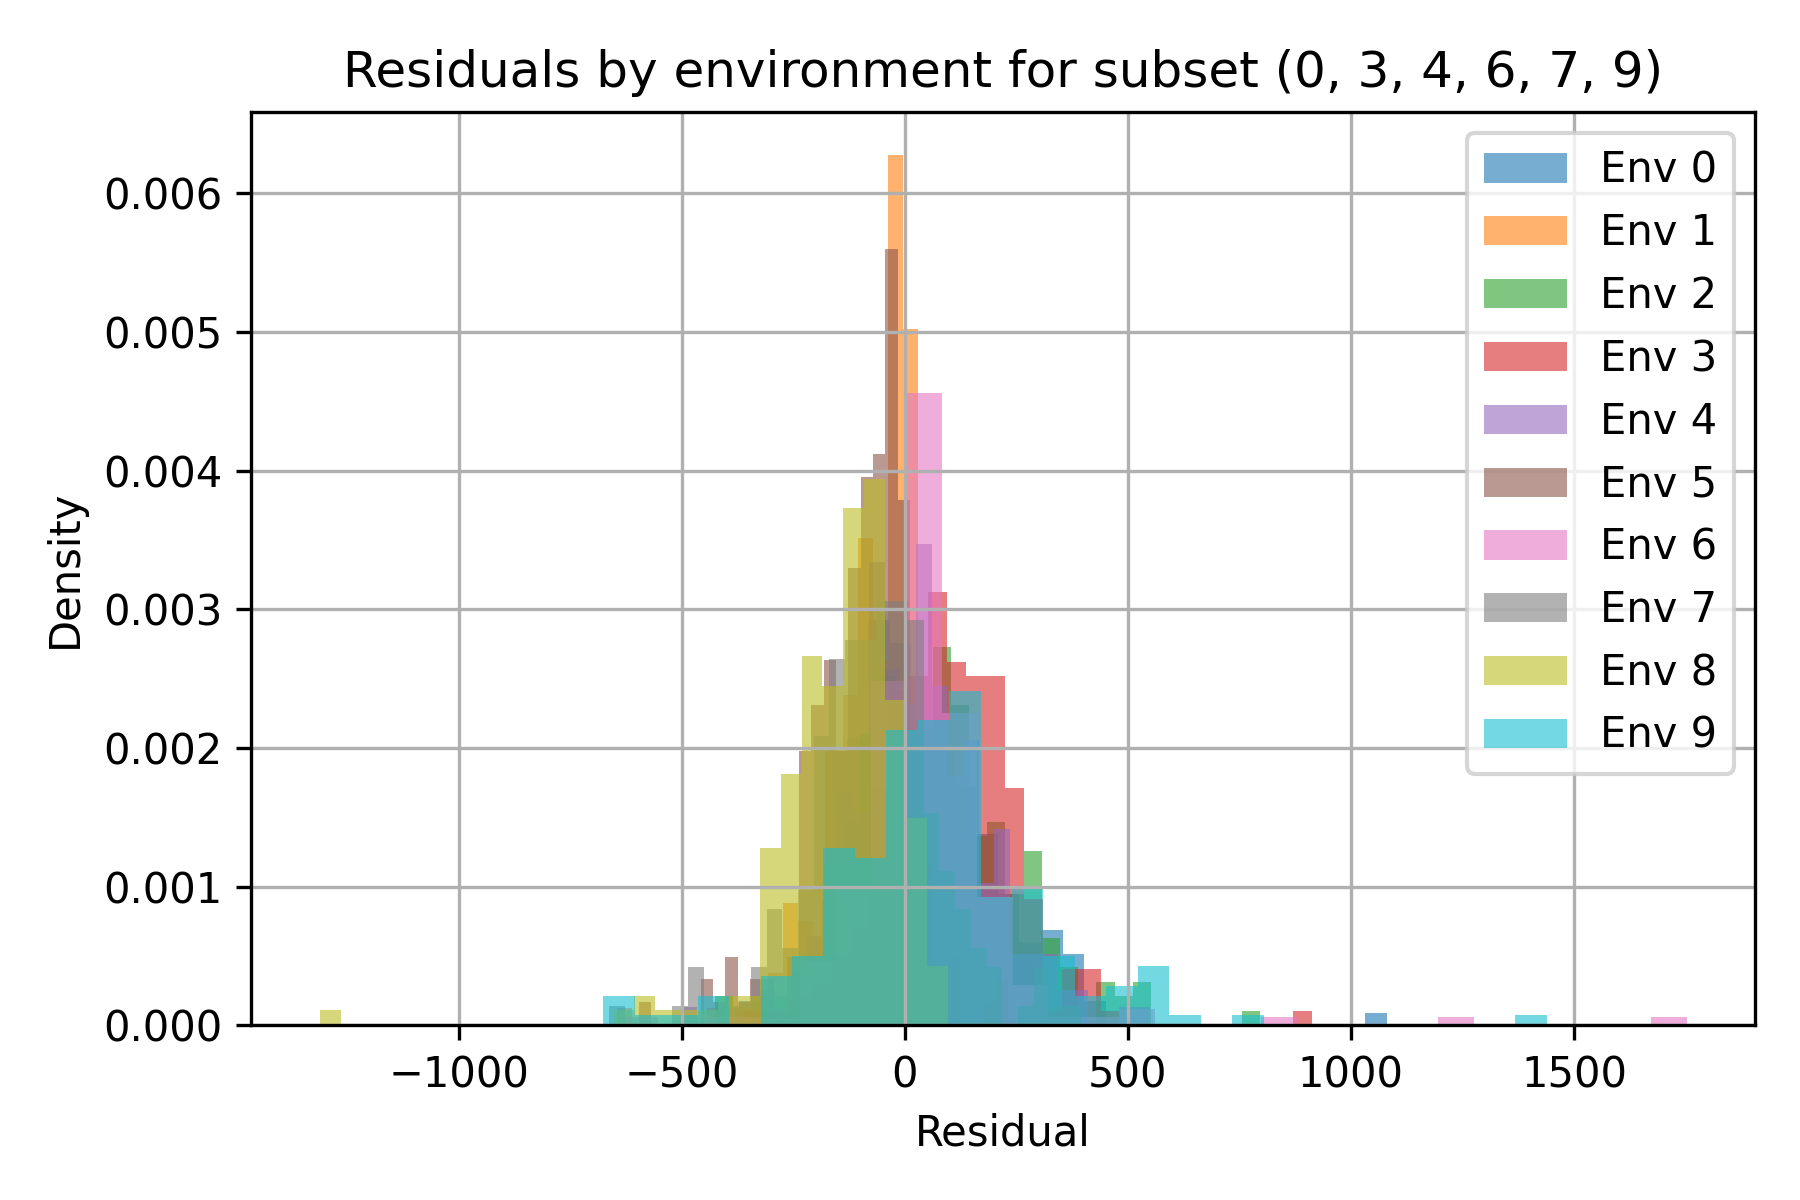 Residuals by environment for subset (0, 3, 4, 6, 7, 9)
Env 0
Env 1
Env 2
Env 3
Env 4
Env 5
Env 6
Env 7
Env 8
Env 9
0.006
0.005
0.004
0.003
0.002
0.001
0.000
Density
−1000 −500 0 500 1000 1500
Residual